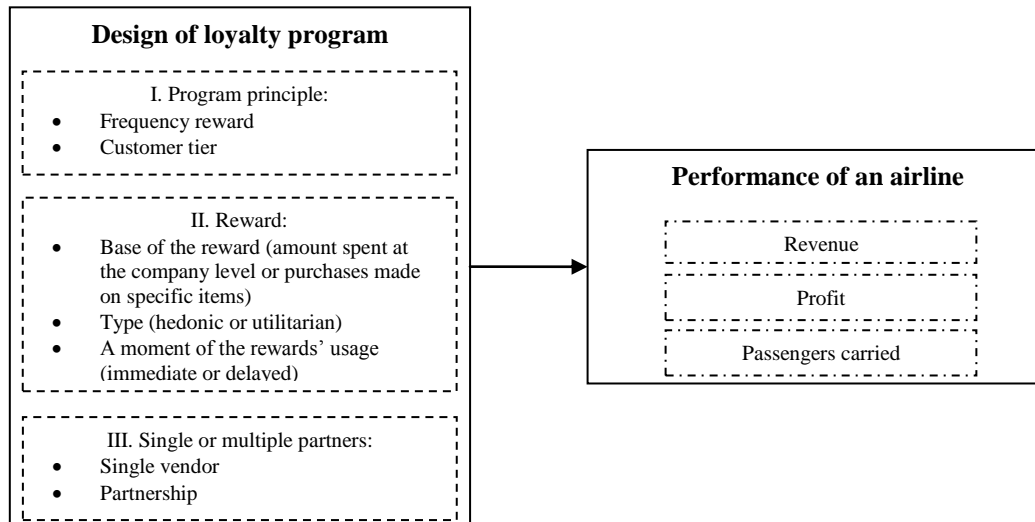 Design of loyalty program
I. Program principle:
• Frequency reward
• Customer tier
II. Reward:
• Base of the reward (amount spent at
the company level or purchases made
on specific items)
• Type (hedonic or utilitarian)
• A moment of the rewards’ usage
(immediate or delayed)
III. Single or multiple partners:
• Single vendor
• Partnership
Performance of an airline
Revenue
Profit
Passengers carried